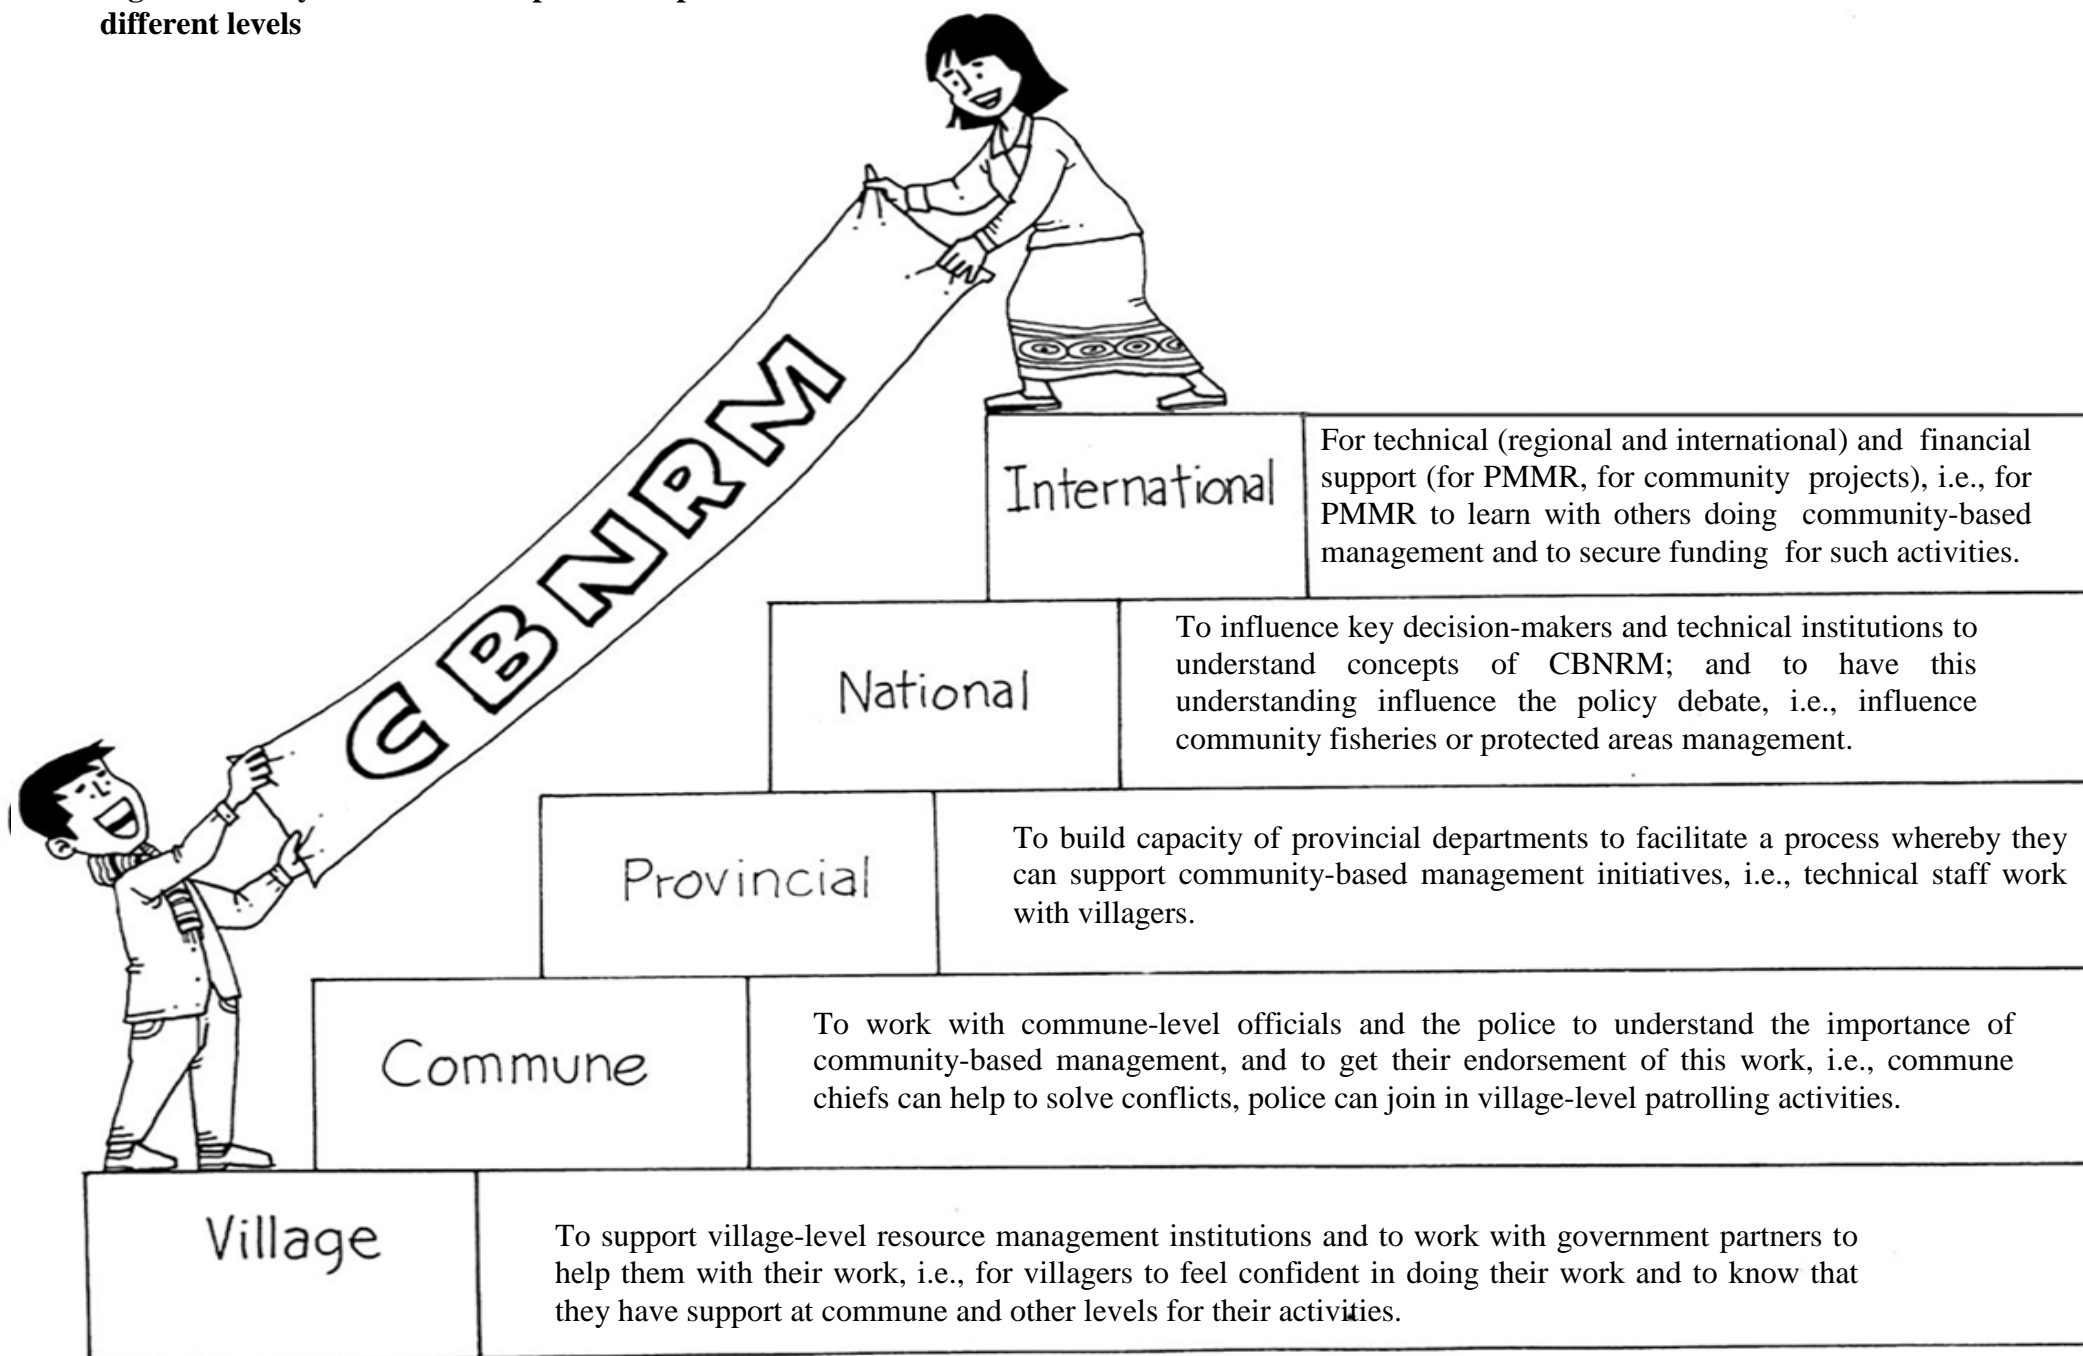 different levels
CBNRM
International
For technical (regional and international) and financial
support (for PMMR, for community projects), i.e., for
PMMR to learn with others doing community-based
management and to secure funding for such activities.
National
To influence key decision-makers and technical institutions to
understand concepts of CBNRM; and to have this
understanding influence the policy debate, i.e., influence
community fisheries or protected areas management.
Provincial
To build capacity of provincial departments to facilitate a process whereby they
can support community-based management initiatives, i.e., technical staff work
with villagers.
Commune
To work with commune-level officials and the police to understand the importance of
community-based management, and to get their endorsement of this work, i.e., commune
chiefs can help to solve conflicts, police can join in village-level patrolling activities.
Village
To support village-level resource management institutions and to work with government partners to
help them with their work, i.e., for villagers to feel confident in doing their work and to know that
they have support at commune and other levels for their activities.